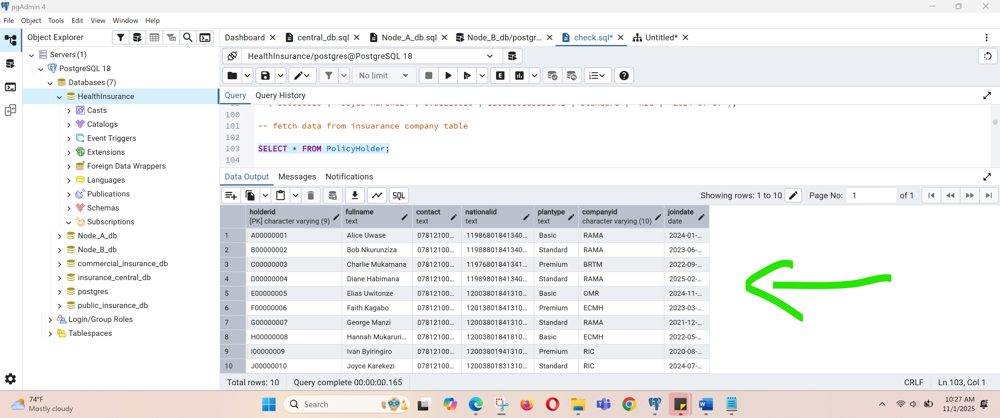 pgAdmin 4
File Object Tools Edit View Window Help
Object Explorer
Dashboard
central_db.sql
Node_A_db.sql
Node_B_db/postgr...
check.sql*
Untitled*
Servers (1)
PostgreSQL 18
Databases (7)
HealthInsurance
Casts
Catalogs
Event Triggers
Extensions
Foreign Data Wrappers
Languages
Publications
Schemas
Subscriptions
Node_A_db
Node_B_db
commercial_insurance_db
insurance_central_db
postgres
public_insurance_db
Login/Group Roles
Tablespaces
HealthInsurance/postgres@PostgreSQL 18
No limit
E
Query Query History
100
101 -- fetch data from insuarance company table
102
103 SELECT * FROM PolicyHolder;
104
Data Output Messages Notifications
SQL
Showing rows: 1 to 10
Page No: 1 of 1
holderid fullname contact nationalid plantype companyid joindate
[PK] character varying (9) text text text text character varying (10) date
1 A00000001 Alice Uwase 07812100... 11986801841340... Basic RAMA 2024-01-...
2 B00000002 Bob Nkurunziza 07812100... 11988801841340... Standard RAMA 2023-06-...
3 C00000003 Charlie Mukamana 07812100... 11976801841341... Premium BRTM 2022-09-...
4 D00000004 Diane Habimana 07812100... 11989801841340... Standard RAMA 2025-02-...
5 E00000005 Elias Uwitonze 07812100... 12003801841310... Basic OMR 2024-11-...
6 F00000006 Faith Kagabo 07812100... 12013801841310... Premium ECMH 2023-03-...
7 G00000007 George Manzi 07812100... 12003801841310... Standard RAMA 2021-12-...
8 H00000008 Hannah Mukaruri... 07812100... 12003801841810... Basic ECMH 2022-05-...
9 I00000009 Ivan Byiringiro 07812100... 12003801941310... Premium RIC 2020-08-...
10 J00000010 Joyce Karekezi 07812100... 12003801831310... Standard RIC 2024-07-...
Total rows: 10 Query complete 00:00:00.165 CRLF Ln 103, Col 1
74°F
Mostly cloudy
Search
10:27 AM
11/1/2025